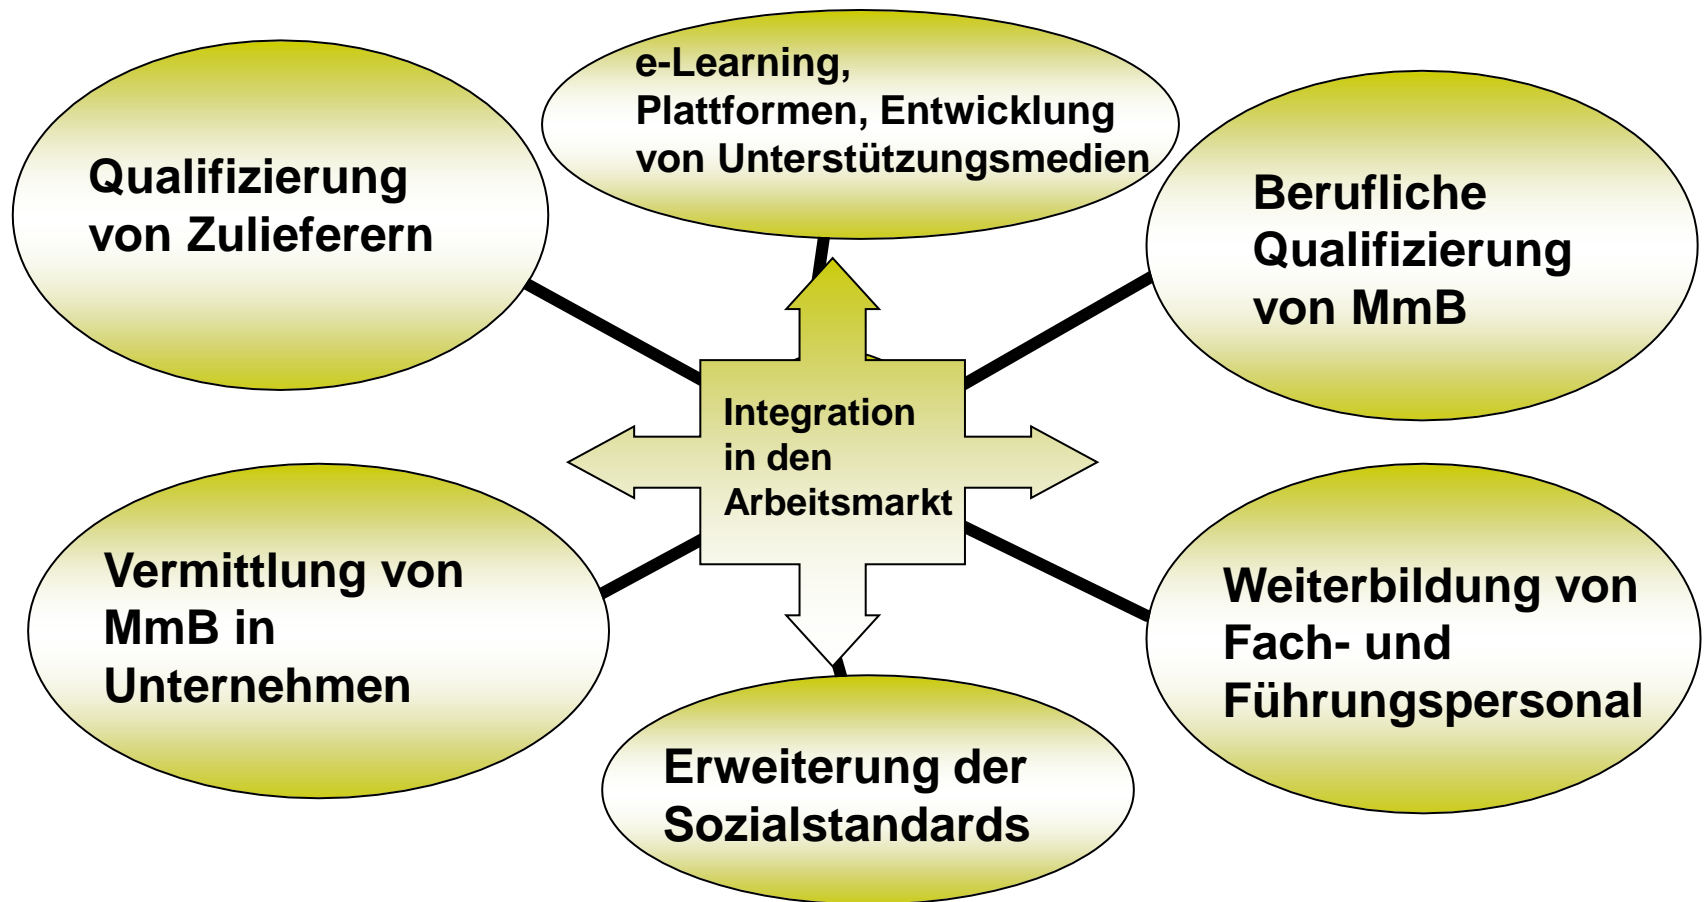 e-Learning,
Plattformen, Entwicklung
von Unterstützungsmedien
Qualifizierung
von Zulieferern
Berufliche
Qualifizierung
von MmB
Integration
in den
Arbeitsmarkt
Vermittlung von
MmB in
Unternehmen
Weiterbildung von
Fach- und
Führungspersonal
Erweiterung der
Sozialstandards